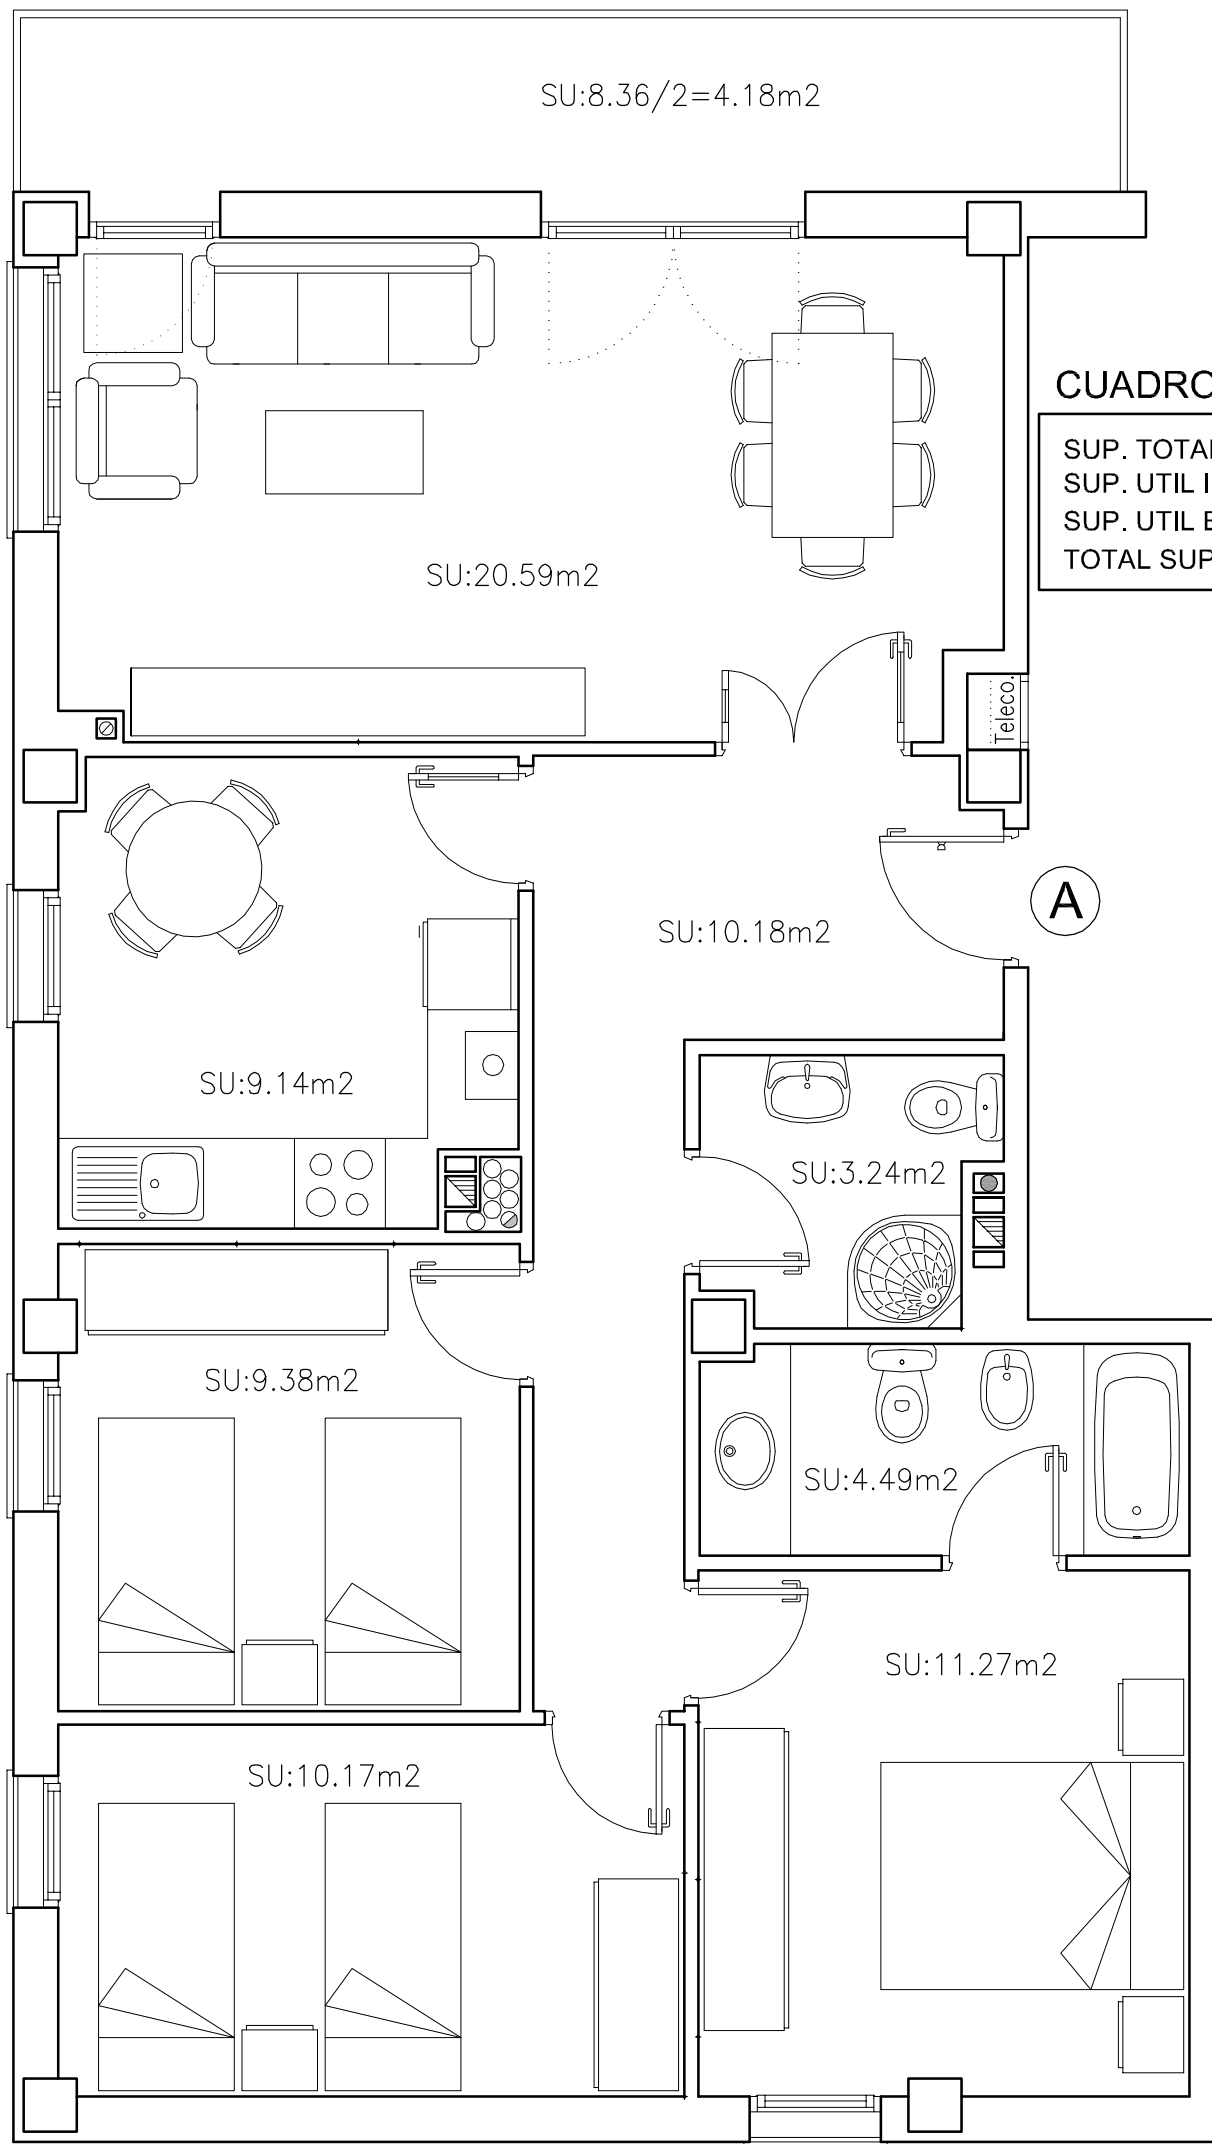 SU:8.36/2=4.18m2
CUADRO
SUP. TOTAL
SUP. UTIL
SUP. UTIL
TOTAL SUP
SU:20.59m2
Teleco.
A
SU:10.18m2
SU:9.14m2
SU:3.24m2
SU:9.38m2
SU:4.49m2
SU:11.27m2
SU:10.17m2